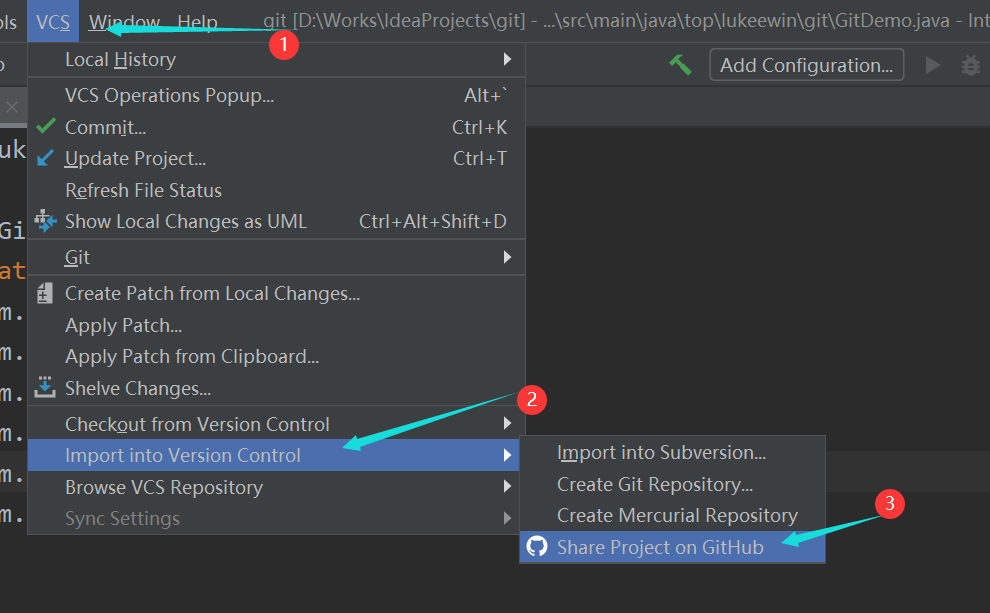 ls VCS Window Help git [D:\Works\IdeaProjects\git] - ...\src\main\java\top\lukeewin\git\GitDemo.java - Int
1
Local History
Add Configuration...
VCS Operations Popup... Alt+`
Commit... Ctrl+K
uk
Update Project... Ctrl+T
Refresh File Status
Show Local Changes as UML Ctrl+Alt+Shift+D
Gi
Git
at
Create Patch from Local Changes...
m.
Apply Patch...
m.
Apply Patch from Clipboard...
m.
Shelve Changes...
2
m.
Checkout from Version Control
Import into Version Control
Import into Subversion...
m.
Browse VCS Repository
Create Git Repository...
3
m.
Sync Settings
Create Mercurial Repository
Share Project on GitHub